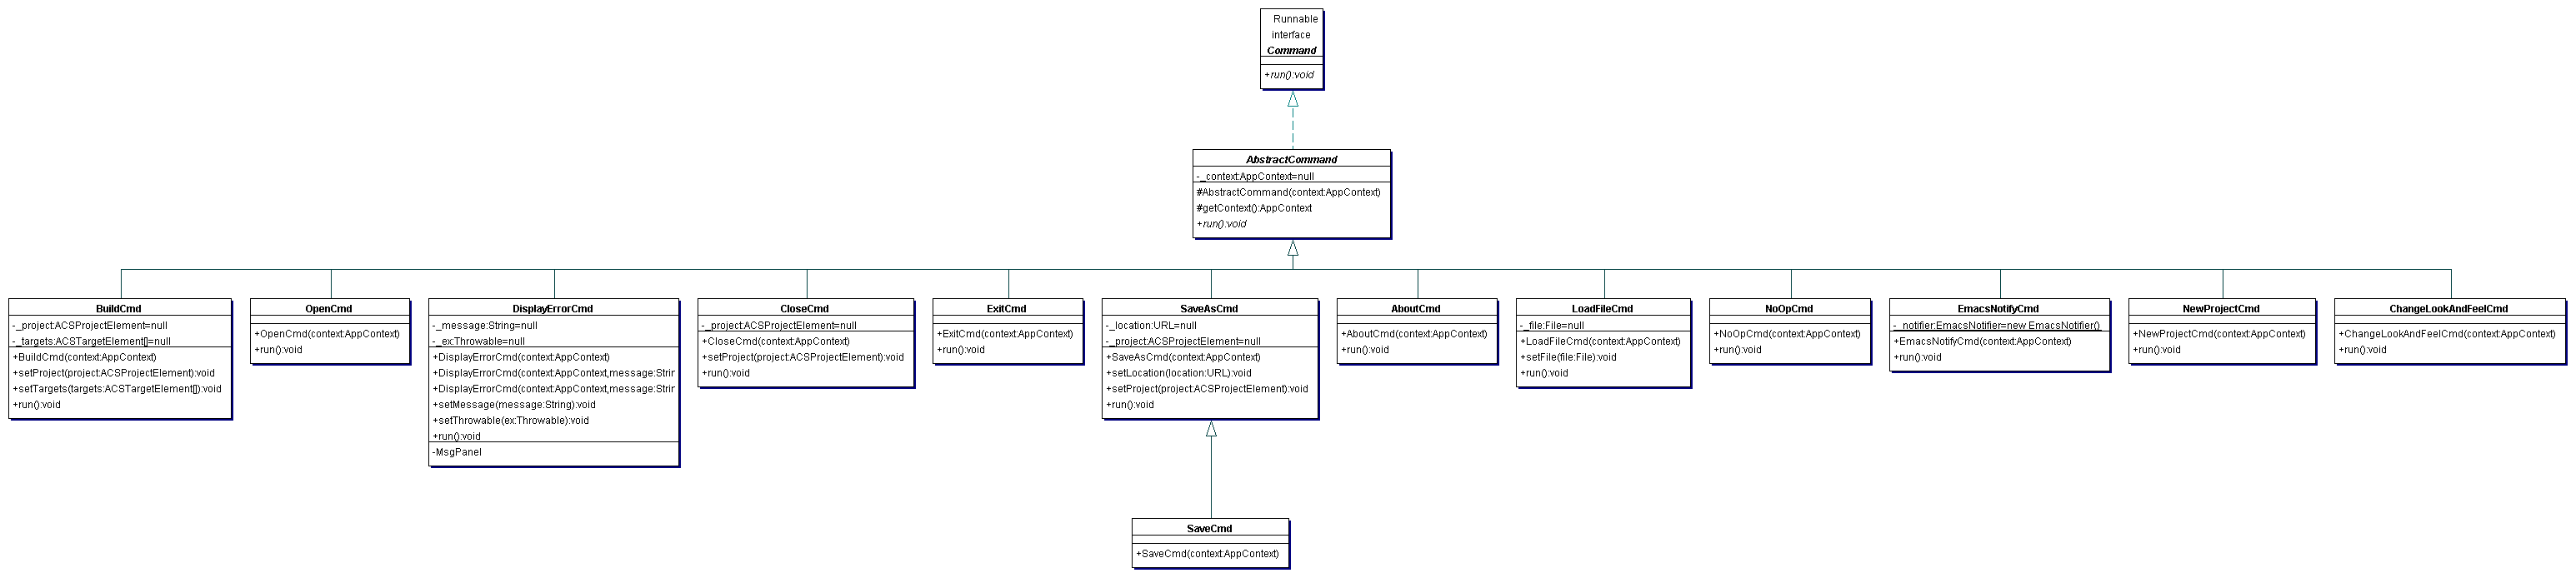 Runnable
interface
Command
+run():void
AbstractCommand
-_context:AppContext=null
#AbstractCommand(context:AppContext)
#getContext():AppContext
+run():void
BuildCmd
-_project:ACSProjectElement=null
-_targets:ACSTargetElement[]=null
+BuildCmd(context:AppContext)
+setProject(project:ACSProjectElement):void
+setTargets(targets:ACSTargetElement[]):void
+run():void
OpenCmd
+OpenCmd(context:AppContext)
+run():void
DisplayErrorCmd
-_message:String=null
-_ex:Throwable=null
+DisplayErrorCmd(context:AppContext)
+DisplayErrorCmd(context:AppContext,message:Strin
+DisplayErrorCmd(context:AppContext,message:Strin
+setMessage(message:String):void
+setThrowable(ex:Throwable):void
+run():void
-MsgPanel
CloseCmd
-_project:ACSProjectElement=null
+CloseCmd(context:AppContext)
+setProject(project:ACSProjectElement):void
+run():void
ExitCmd
+ExitCmd(context:AppContext)
+run():void
SaveAsCmd
-_location:URL=null
-_project:ACSProjectElement=null
+SaveAsCmd(context:AppContext)
+setLocation(location:URL):void
+setProject(project:ACSProjectElement):void
+run():void
AboutCmd
+AboutCmd(context:AppContext)
+run():void
LoadFileCmd
-_file:File=null
+LoadFileCmd(context:AppContext)
+setFile(file:File):void
+run():void
NoOpCmd
+NoOpCmd(context:AppContext)
+run():void
EmacsNotifyCmd
-_notifier:EmacsNotifier=new EmacsNotifier()
+EmacsNotifyCmd(context:AppContext)
+run():void
NewProjectCmd
+NewProjectCmd(context:AppContext)
+run():void
ChangeLookAndFeelCmd
+ChangeLookAndFeelCmd(context:AppContext)
+run():void
SaveCmd
+SaveCmd(context:AppContext)